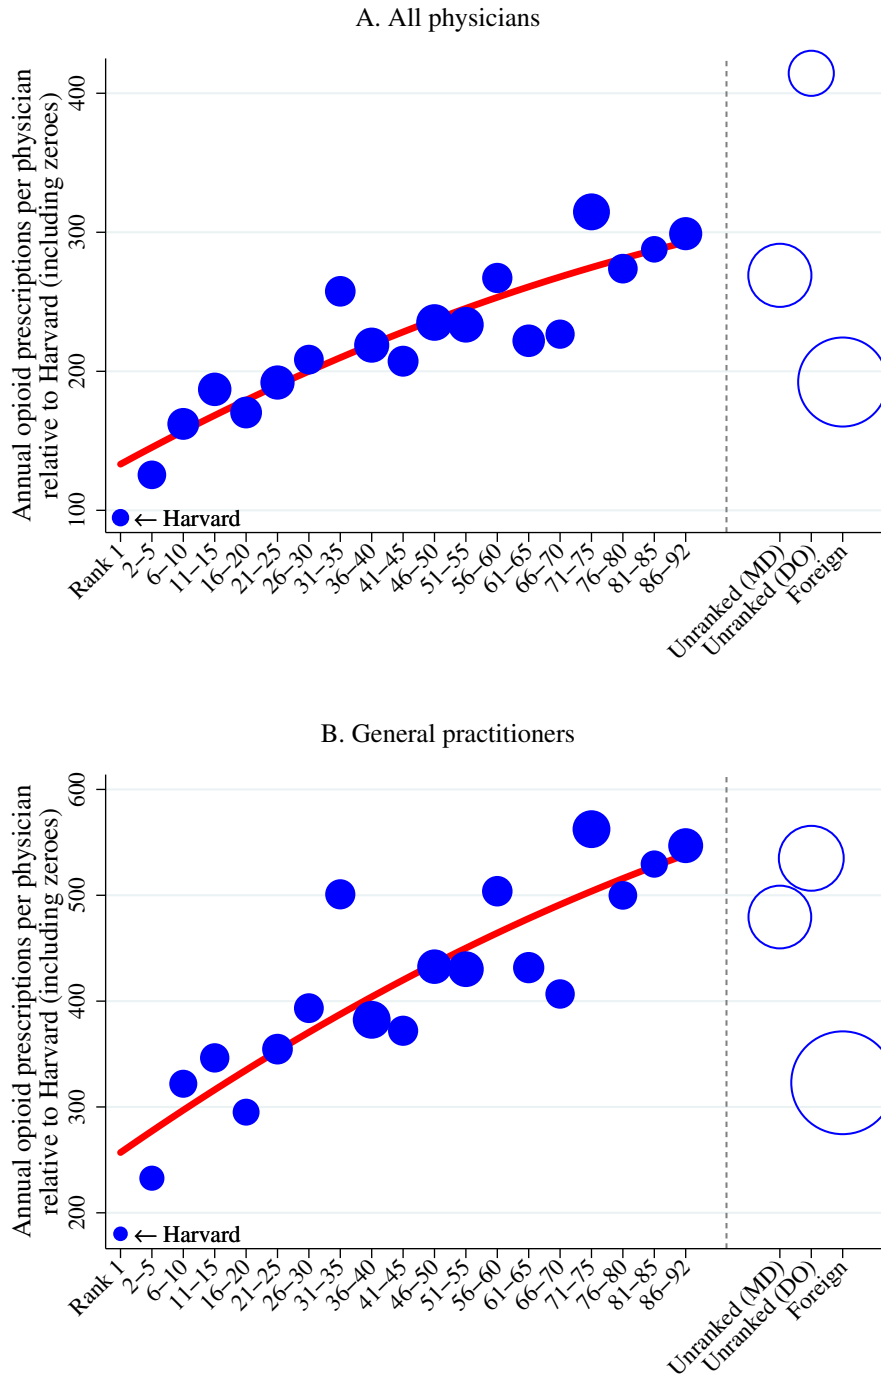 A. All physicians
Annual opioid prescriptions per physician
relative to Harvard (including zeroes)
400
300
200
100
← Harvard
Rank 1
2–5
6–10
11–15
16–20
21–25
26–30
31–35
36–40
41–45
46–50
51–55
56–60
61–65
66–70
71–75
76–80
81–85
86–92
Unranked (MD)
Unranked (DO)
Foreign
B. General practitioners
Annual opioid prescriptions per physician
relative to Harvard (including zeroes)
600
500
400
300
200
← Harvard
Rank 1
2–5
6–10
11–15
16–20
21–25
26–30
31–35
36–40
41–45
46–50
51–55
56–60
61–65
66–70
71–75
76–80
81–85
86–92
Unranked (MD)
Unranked (DO)
Foreign